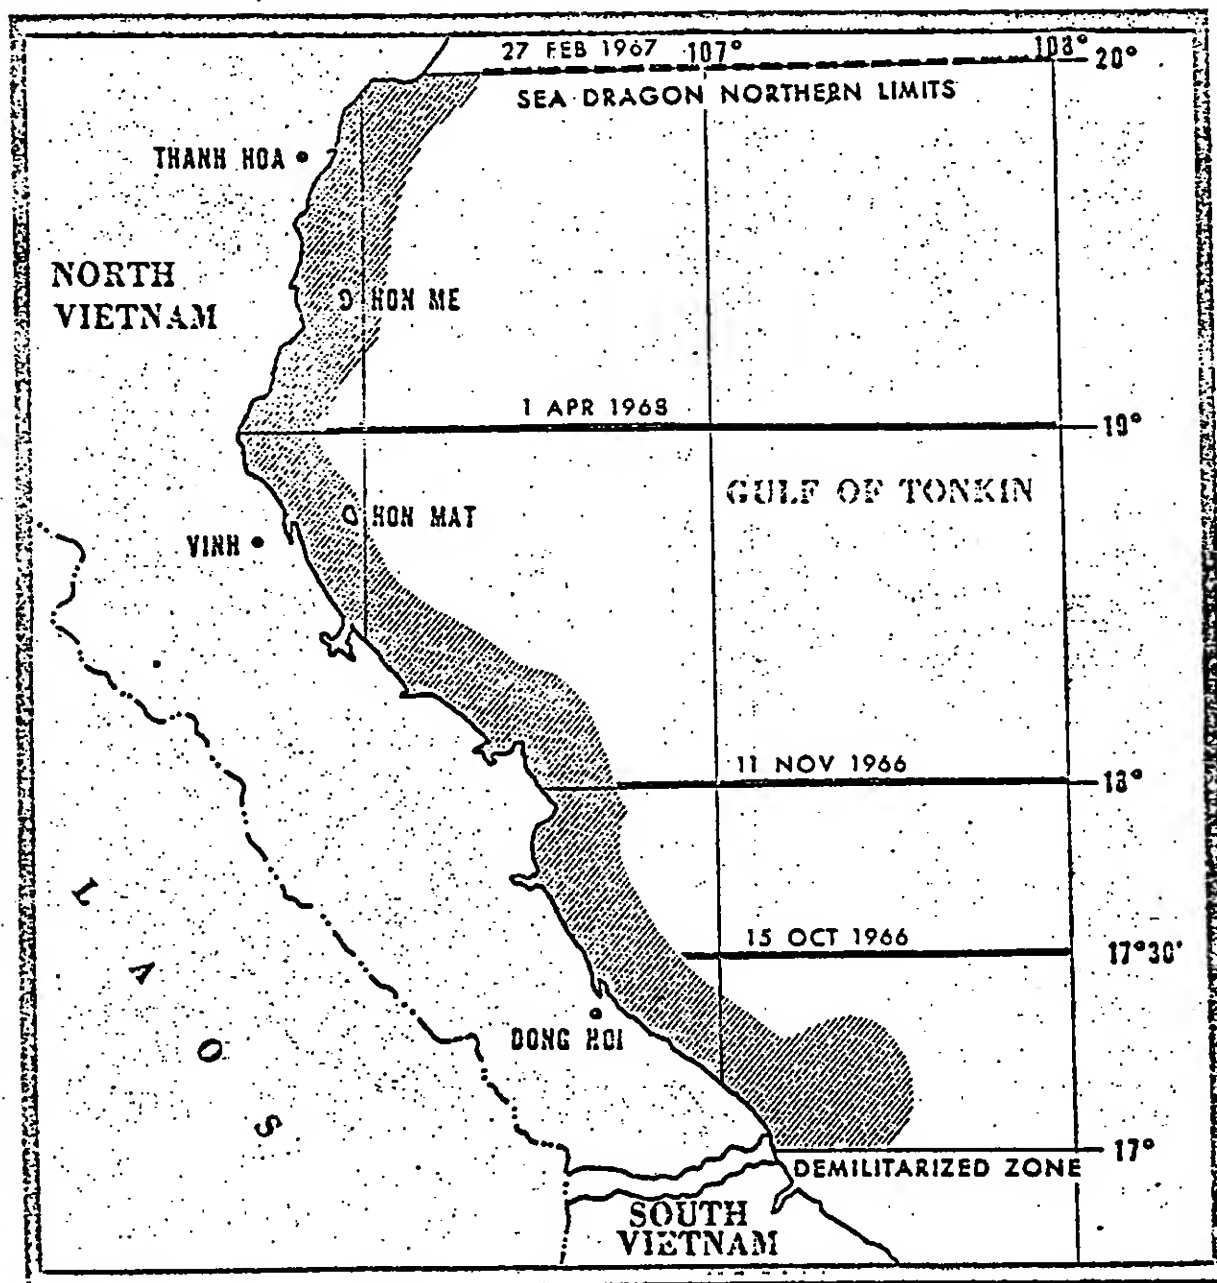 27 FEB 1967
107°
108°
20°
SEA DRAGON NORTHERN LIMITS
THANH HOA
NORTH
VIETNAM
HON ME
1 APR 1968
19°
GULF OF TONKIN
HON MAT
VINH
11 NOV 1966
18°
15 OCT 1966
17°30'
LAOS
DONG HOI
17°
DEMILITARIZED ZONE
SOUTH
VIETNAM